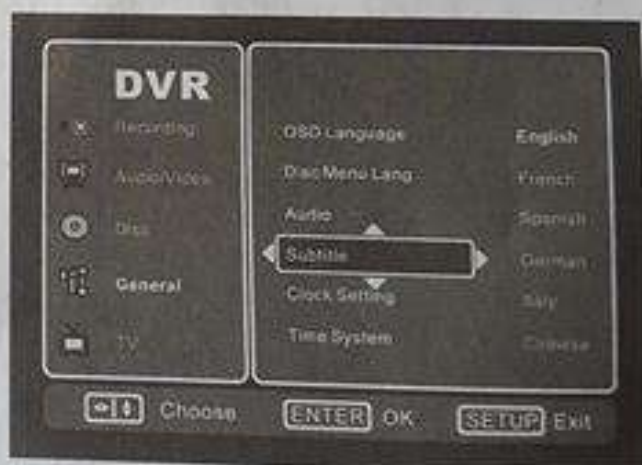 DVR
Recording
Audio/Video
Disc
General
TV
OSD Language
Disc Menu Lang
Audio
Subtitle
Clock Setting
Time System
English
French
Spanish
German
Italy
Chinese
Choose
ENTER OK
SETUP Exit